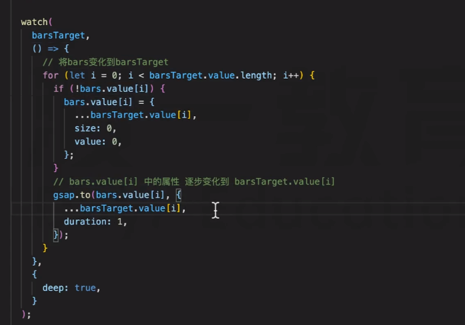 watch(
barsTarget,
() => {
// 将bars变化到barsTarget
for (let i = 0; i < barsTarget.value.length; i++) {
if (!bars.value[i]) {
bars.value[i] = {
...barsTarget.value[i],
size: 0,
value: 0,
};
}
// bars.value[i] 中的属性 逐步变化到 barsTarget.value[i]
gsap.to(bars.value[i], {
...barsTarget.value[i],
duration: 1,
});
}
},
{
deep: true,
}
);